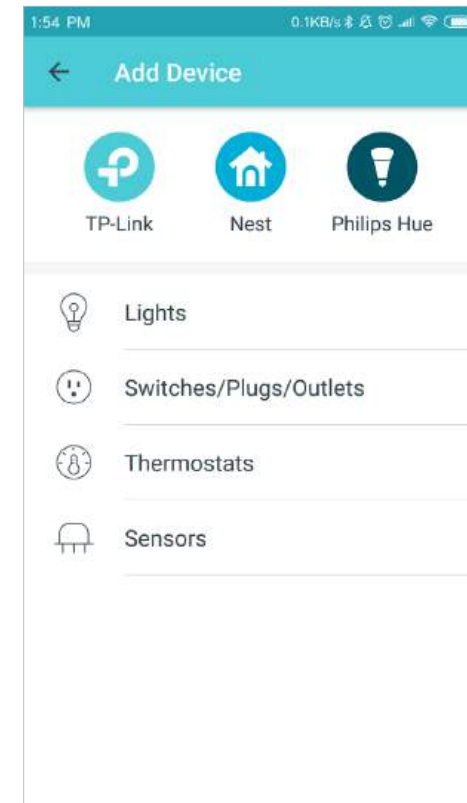 1:54 PM 0.1KB/s
Add Device
TP-Link Nest Philips Hue
Lights
Switches/Plugs/Outlets
Thermostats
Sensors